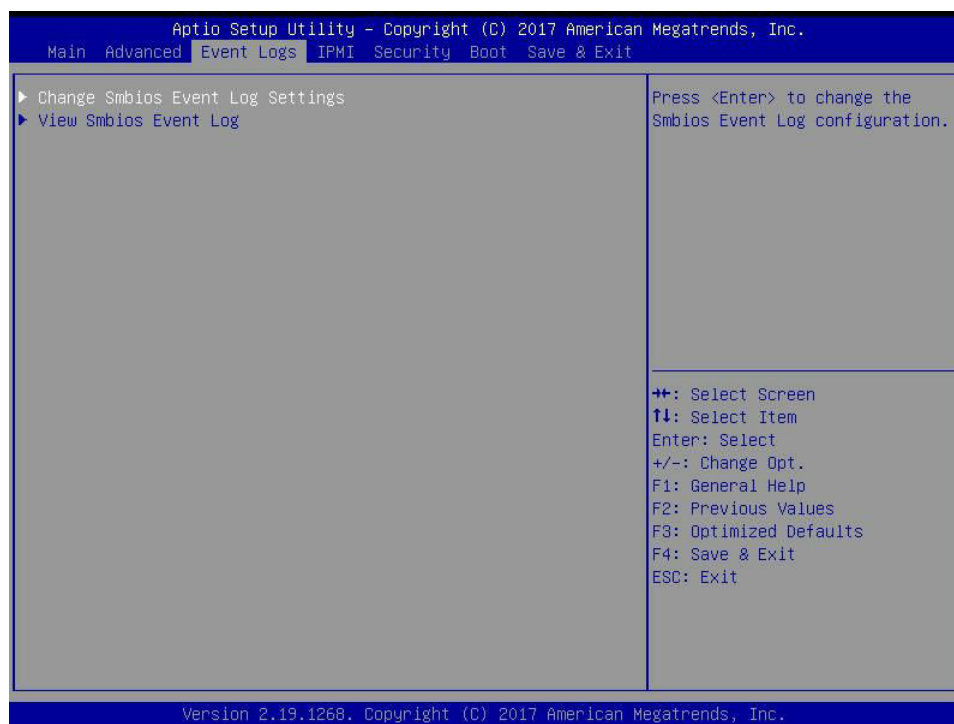 Aptio Setup Utility – Copyright (C) 2017 American Megatrends, Inc.
Main Advanced Event Logs IPMI Security Boot Save & Exit
▶ Change Smbios Event Log Settings
▶ View Smbios Event Log
Press <Enter> to change the
Smbios Event Log configuration.
→←: Select Screen
↑↓: Select Item
Enter: Select
+/-: Change Opt.
F1: General Help
F2: Previous Values
F3: Optimized Defaults
F4: Save & Exit
ESC: Exit
Version 2.19.1268. Copyright (C) 2017 American Megatrends, Inc.